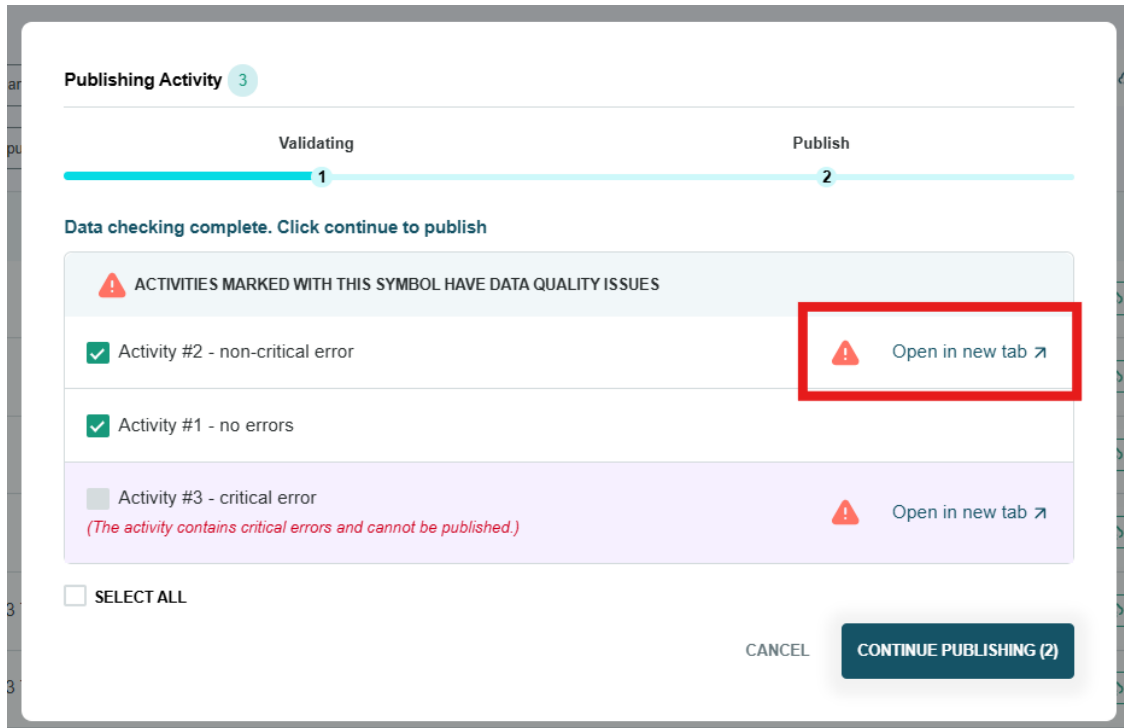 Publishing Activity 3
Validating
Publish
1
2
Data checking complete. Click continue to publish
ACTIVITIES MARKED WITH THIS SYMBOL HAVE DATA QUALITY ISSUES
Activity #2 - non-critical error
Open in new tab
Activity #1 - no errors
Activity #3 - critical error
(The activity contains critical errors and cannot be published.)
Open in new tab
SELECT ALL
CANCEL
CONTINUE PUBLISHING (2)